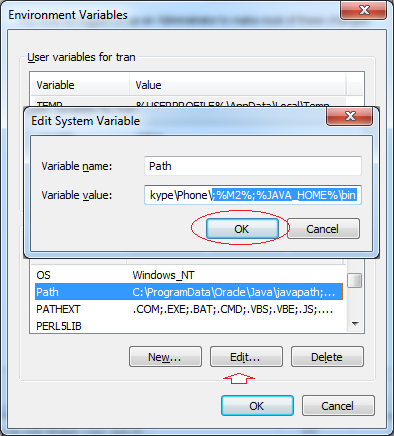 Environment Variables
User variables for tran
Variable Value
TEMP %USERPROFILE%\AppData\Local\Temp
Edit System Variable
Variable name: Path
Variable value: kype\Phone\;%M2%;%JAVA_HOME%\bin
OK Cancel
OS Windows_NT
Path C:\ProgramData\Oracle\Java\javapath;...
PATHEXT .COM;.EXE;.BAT;.CMD;.VBS;.VBE;.JS;....
PERL5LIB
New... Edit... Delete
OK Cancel